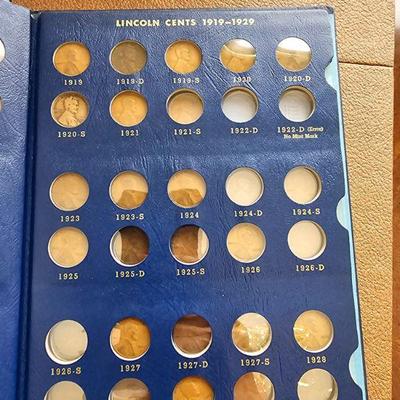 LINCOLN CENTS 1919-1929
1919 1919-D 1919-S 1920 1920-D
1920-S 1921 1921-S 1922-D 1922-D (Error)
No Mint Mark
1923 1923-S 1924 1924-D 1924-S
1925 1925-D 1925-S 1926 1926-D
1926-S 1927 1927-D 1927-S 1928